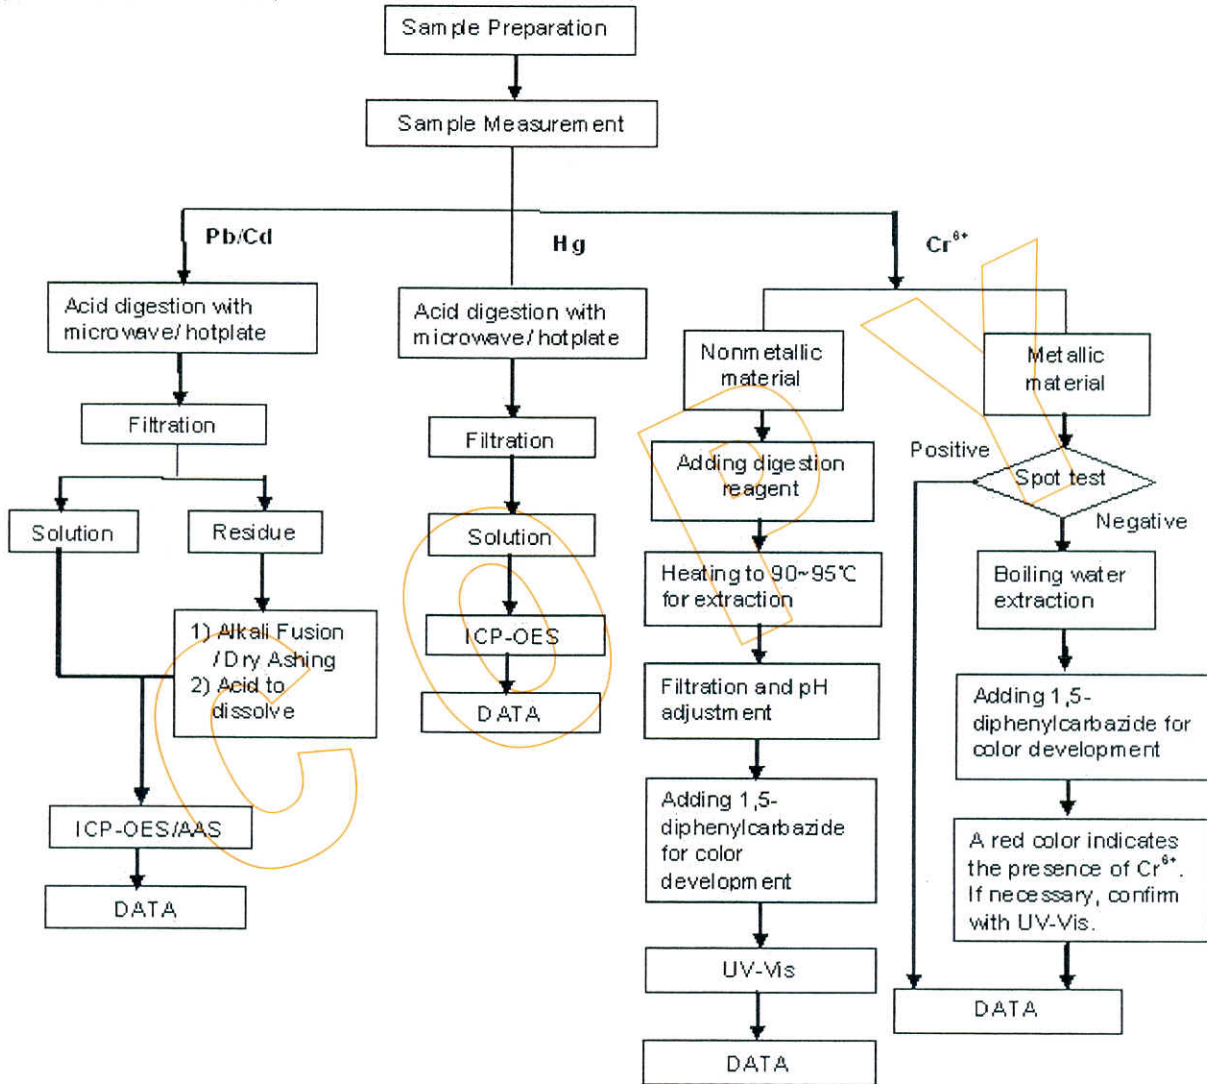 Sample Preparation
Sample Measurement
Pb/Cd
Hg
Cr⁶⁺
Acid digestion with
microwave/ hotplate
Filtration
Solution
Residue
1) Alkali Fusion
/Dry Ashing
2) Acid to
dissolve
ICP-OES/AAS
DATA
Acid digestion with
microwave/ hotplate
Filtration
Solution
ICP-OES
DATA
Nonmetallic
material
Adding digestion
reagent
Heating to 90~95℃
for extraction
Filtration and pH
adjustment
Adding 1,5-
diphenylcarbazide
for color
development
UV-Vis
DATA
Metallic
material
Spot test
Positive
Negative
Boiling water
extraction
Adding 1,5-
diphenylcarbazide for
color development
A red color indicates
the presence of Cr⁶⁺.
If necessary, confirm
with UV-Vis.
DATA
COPY